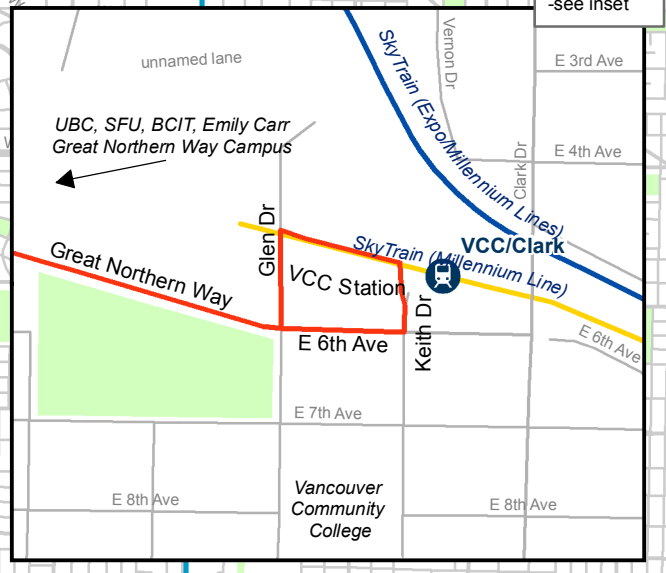 -see inset
E 3rd Ave
unnamed lane
Vernon Dr
SkyTrain (Expo/Millennium Lines)
UBC, SFU, BCIT, Emily Carr
Great Northern Way Campus
E 4th Ave
Clark Dr
Glen Dr
SkyTrain (Millennium Line)
VCC/Clark
Great Northern Way
VCC Station
Keith Dr
E 6th Ave
E 6th Ave
E 7th Ave
E 8th Ave
Vancouver
Community
College
E 8th Ave